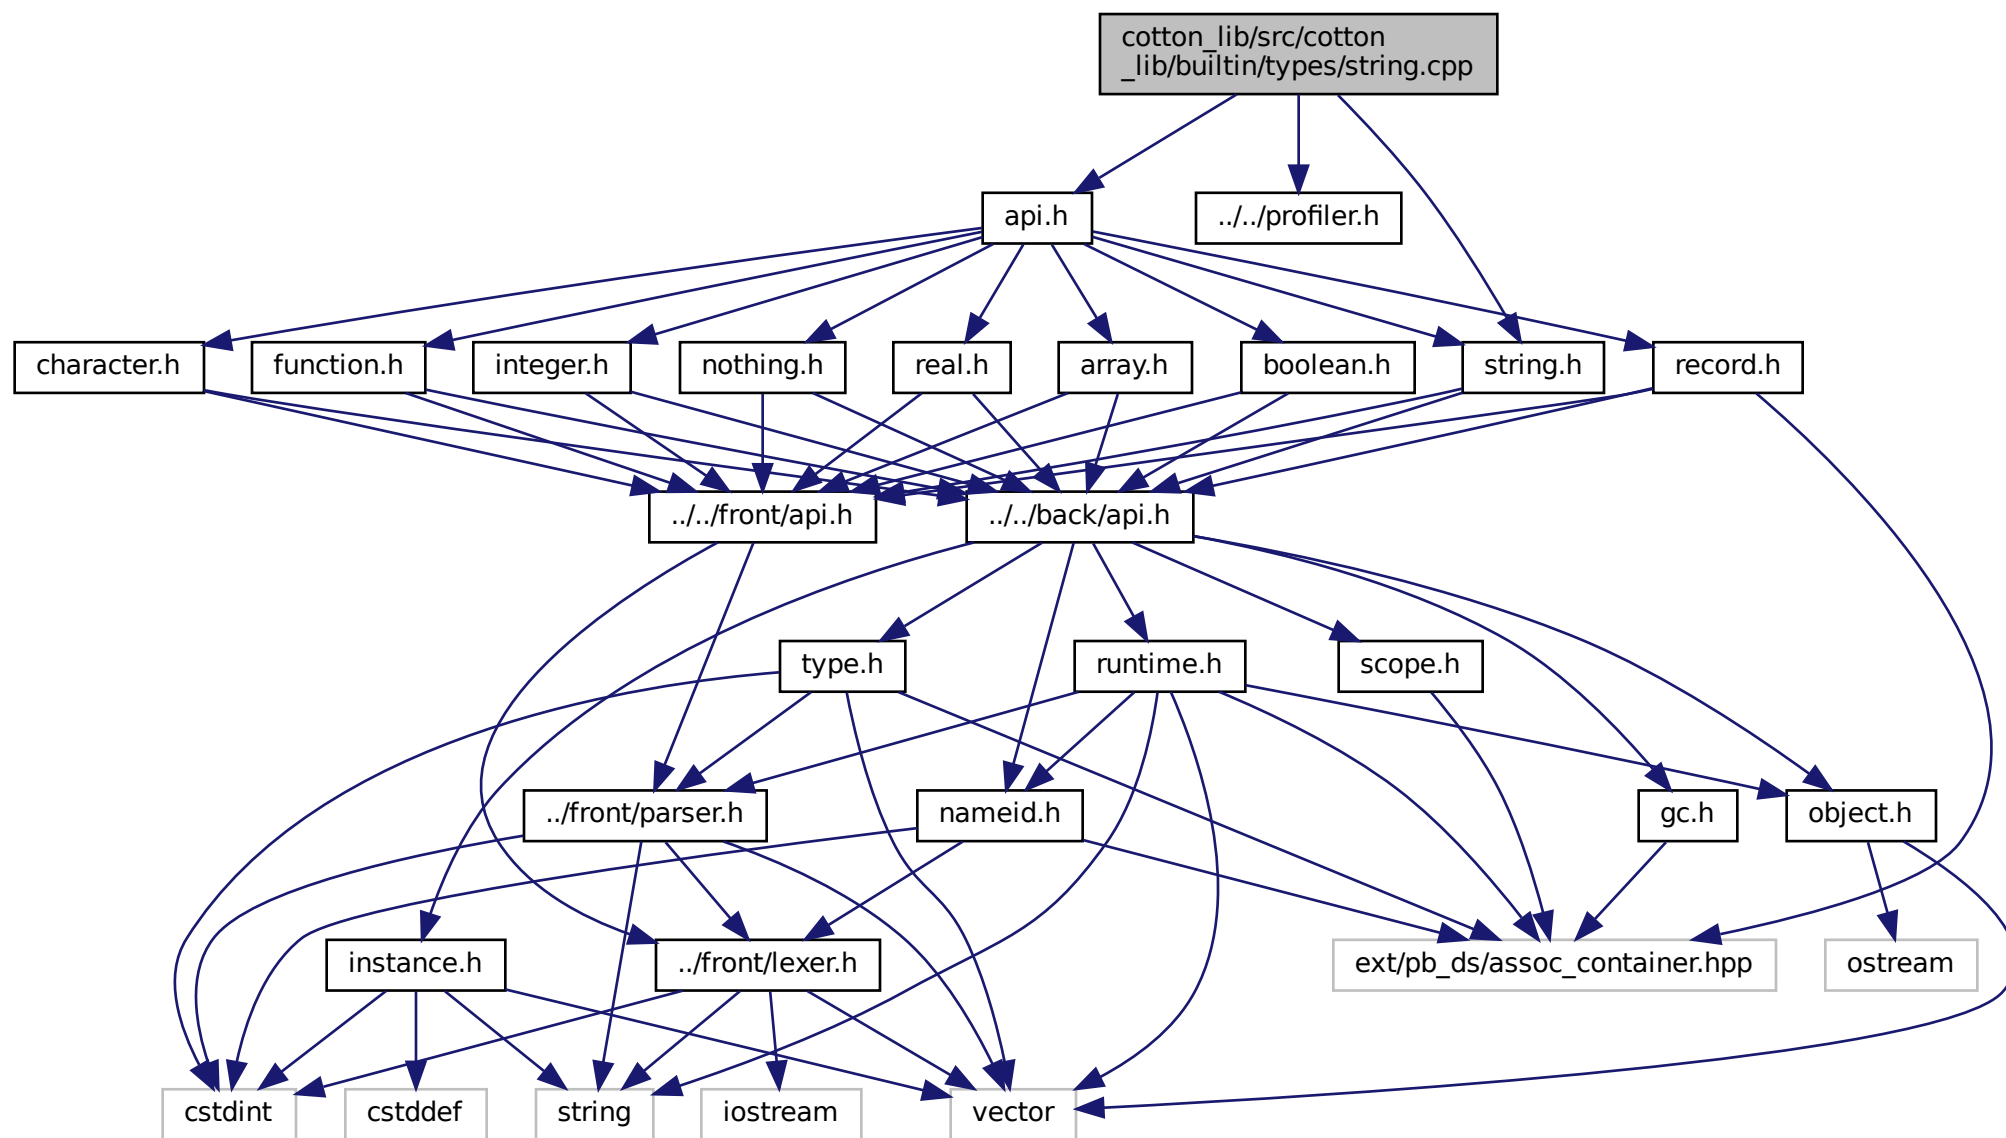 cotton_lib/src/cotton
_lib/builtin/types/string.cpp
api.h
../../profiler.h
character.h
function.h
integer.h
nothing.h
real.h
array.h
boolean.h
string.h
record.h
../../front/api.h
../../back/api.h
type.h
runtime.h
scope.h
../front/parser.h
nameid.h
gc.h
object.h
instance.h
../front/lexer.h
ext/pb_ds/assoc_container.hpp
ostream
cstdint
cstddef
string
iostream
vector